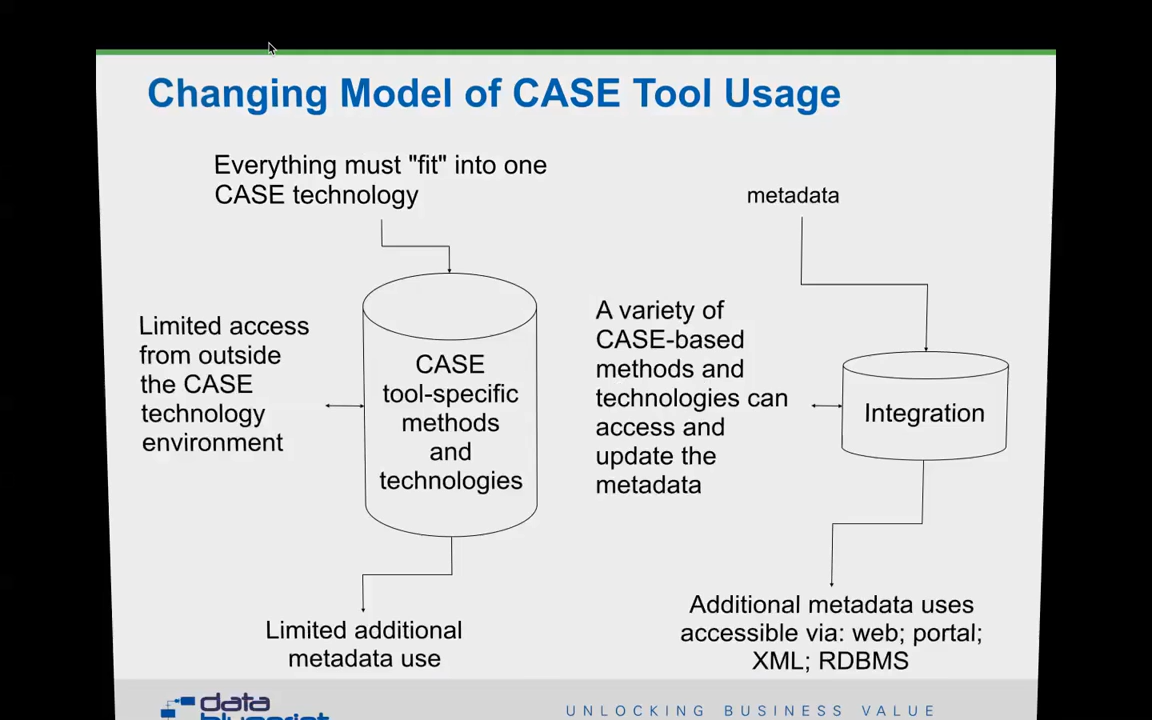 Changing Model of CASE Tool Usage
Everything must "fit" into one
CASE technology
Limited access
from outside
the CASE
technology
environment
CASE
tool-specific
methods
and
technologies
Limited additional
metadata use
metadata
A variety of
CASE-based
methods and
technologies can
access and
update the
metadata
Integration
Additional metadata uses
accessible via: web; portal;
XML; RDBMS
data
blueprint
UNLOCKING BUSINESS VALUE